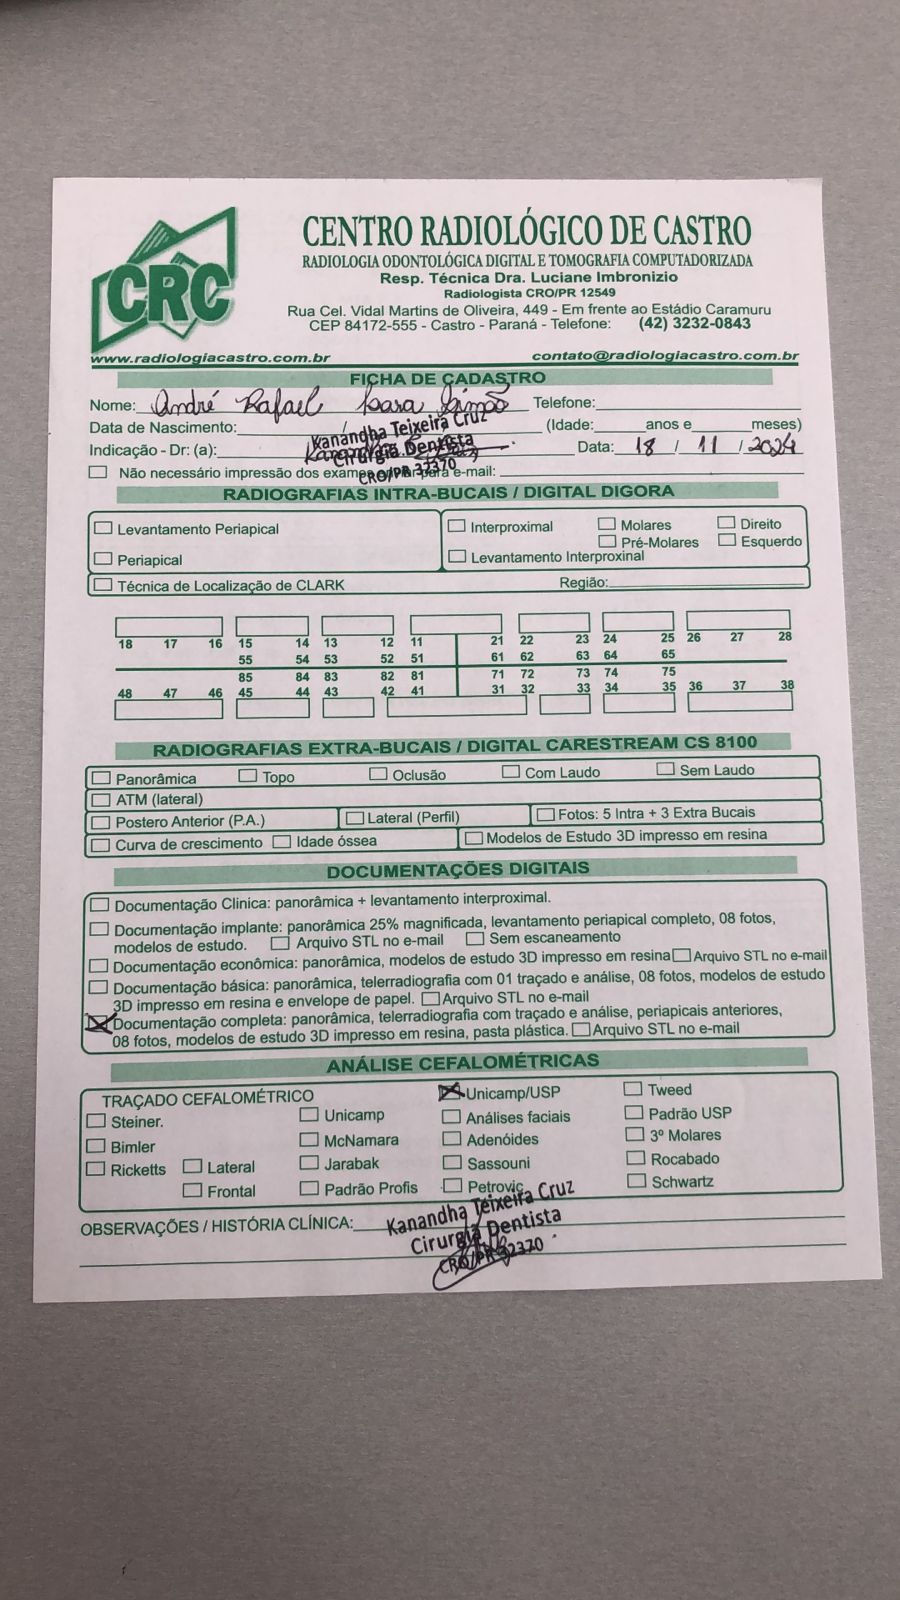 CRC
CENTRO RADIOLÓGICO DE CASTRO
RADIOLOGIA ODONTOLÓGICA DIGITAL E TOMOGRAFIA COMPUTADORIZADA
Resp. Técnica Dra. Luciane Imbronizio
Radiologista CRO/PR 12549
Rua Cel. Vidal Martins de Oliveira, 449 - Em frente ao Estádio Caramuru
CEP 84172-555 - Castro - Paraná - Telefone: (42) 3232-0843
www.radiologiacastro.com.br contato@radiologiacastro.com.br
FICHA DE CADASTRO
Nome: André Rafael Telefone:
Data de Nascimento: / (Idade: anos e meses)
Kanandha Teixeira Cruz
Cirurgiã Dentista
CRO/PR 32370
Indicação - Dr: (a): Data: 18 / 11 / 2024
Não necessário impressão dos exames e-mail:
RADIOGRAFIAS INTRA-BUCAIS / DIGITAL DIGORA
Levantamento Periapical Interproximal Molares Direito
Pré-Molares Esquerdo
Periapical Levantamento Interproxinal
Técnica de Localização de CLARK Região:
18 17 16 15 14 13 12 11 21 22 23 24 25 26 27 28
55 54 53 52 51 61 62 63 64 65
85 84 83 82 81 71 72 73 74 75
48 47 46 45 44 43 42 41 31 32 33 34 35 36 37 38
RADIOGRAFIAS EXTRA-BUCAIS / DIGITAL CARESTREAM CS 8100
Panorâmica Topo Oclusão Com Laudo Sem Laudo
ATM (lateral)
Postero Anterior (P.A.) Lateral (Perfil) Fotos: 5 Intra + 3 Extra Bucais
Curva de crescimento Idade óssea Modelos de Estudo 3D impresso em resina
DOCUMENTAÇÕES DIGITAIS
Documentação Clinica: panorâmica + levantamento interproximal.
Documentação implante: panorâmica 25% magnificada, levantamento periapical completo, 08 fotos,
modelos de estudo. Arquivo STL no e-mail Sem escaneamento
Documentação econômica: panorâmica, modelos de estudo 3D impresso em resina Arquivo STL no e-mail
Documentação básica: panorâmica, telerradiografia com 01 traçado e análise, 08 fotos, modelos de estudo
3D impresso em resina e envelope de papel. Arquivo STL no e-mail
Documentação completa: panorâmica, telerradiografia com traçado e análise, periapicais anteriores,
08 fotos, modelos de estudo 3D impresso em resina, pasta plástica. Arquivo STL no e-mail
ANÁLISE CEFALOMÉTRICAS
TRAÇADO CEFALOMÉTRICO Unicamp/USP Tweed
Steiner. Unicamp Análises faciais Padrão USP
Bimler McNamara Adenóides 3º Molares
Ricketts Lateral Jarabak Sassouni Rocabado
Frontal Padrão Profis Petrovic Schwartz
OBSERVAÇÕES / HISTÓRIA CLÍNICA:
Kanandha Teixeira Cruz
Cirurgiã Dentista
CRO/PR 32370